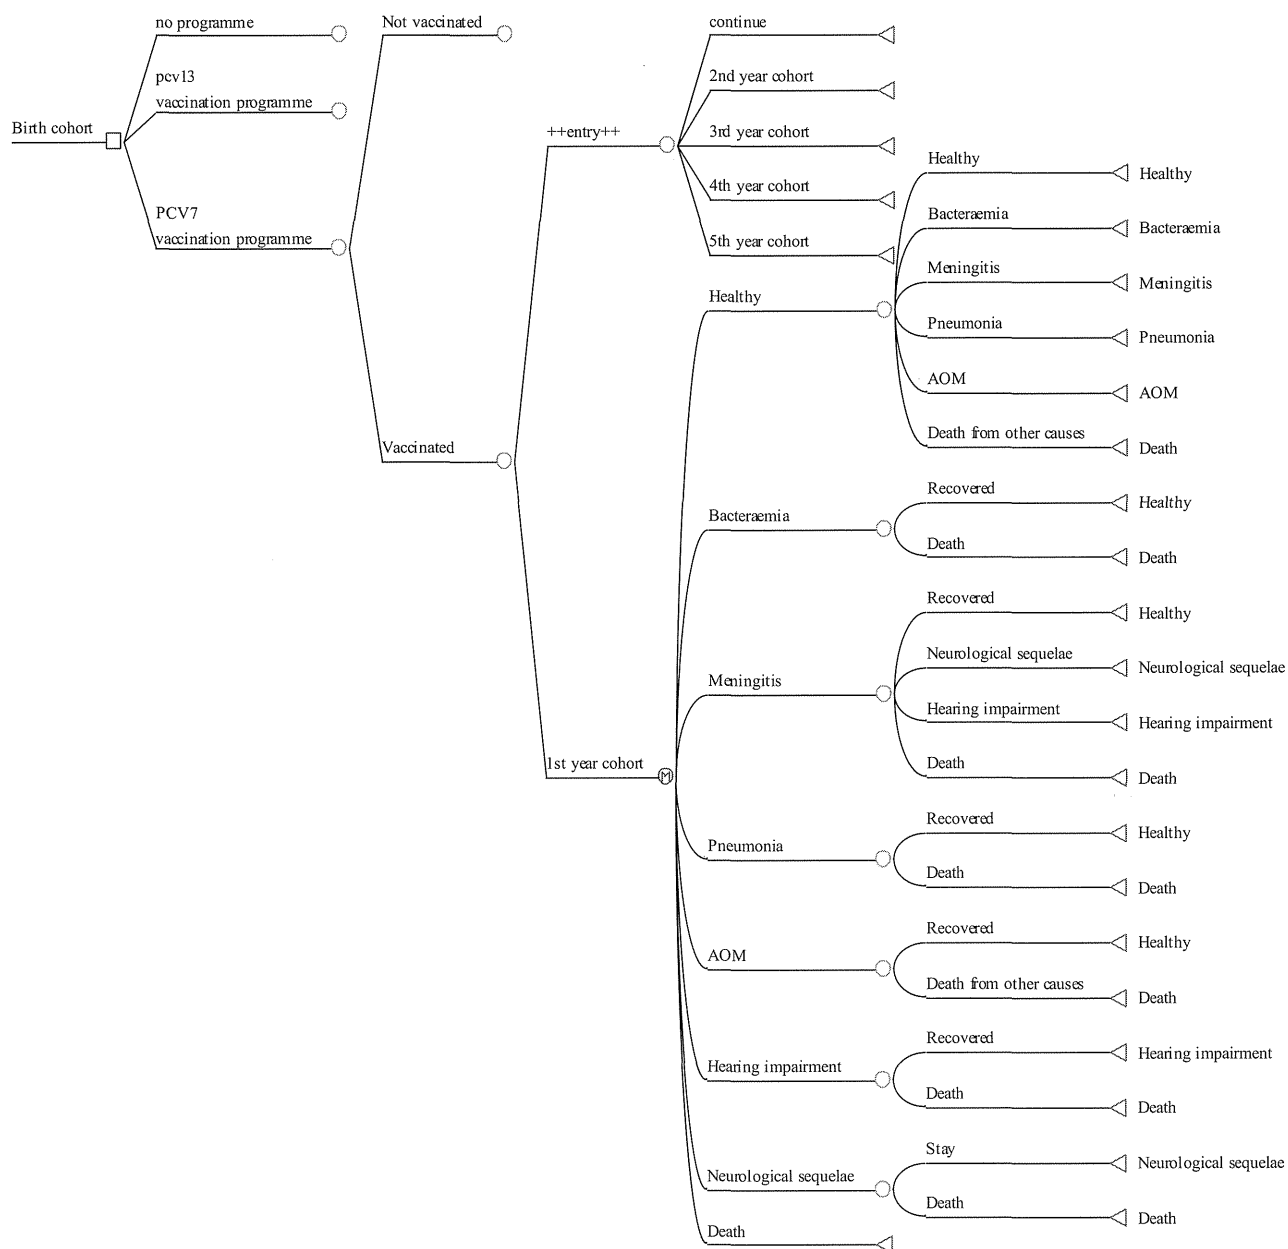 Birth cohort
no programme
pcv13
vaccination programme
PCV7
vaccination programme
Not vaccinated
Vaccinated
++entry++
1st year cohort
M
continue
2nd year cohort
3rd year cohort
4th year cohort
5th year cohort
Healthy
Healthy
Healthy
Bacteraemia
Bacteraemia
Meningitis
Meningitis
Pneumonia
Pneumonia
AOM
AOM
Death from other causes
Death
Bacteraemia
Recovered
Healthy
Death
Death
Meningitis
Recovered
Healthy
Neurological sequelae
Neurological sequelae
Hearing impairment
Hearing impairment
Death
Death
Pneumonia
Recovered
Healthy
Death
Death
AOM
Recovered
Healthy
Death from other causes
Death
Hearing impairment
Recovered
Hearing impairment
Death
Death
Neurological sequelae
Stay
Neurological sequelae
Death
Death
Death